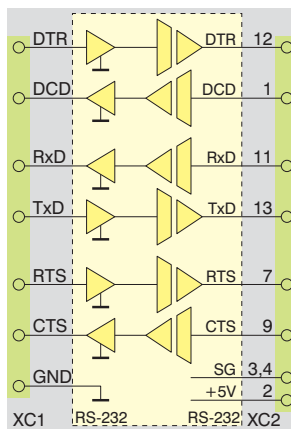 DTR DTR 12
DCD DCD 1
RxD RxD 11
TxD TxD 13
RTS RTS 7
CTS CTS 9
SG 3,4
GND +5V 2
XC1 RS-232 RS-232 XC2